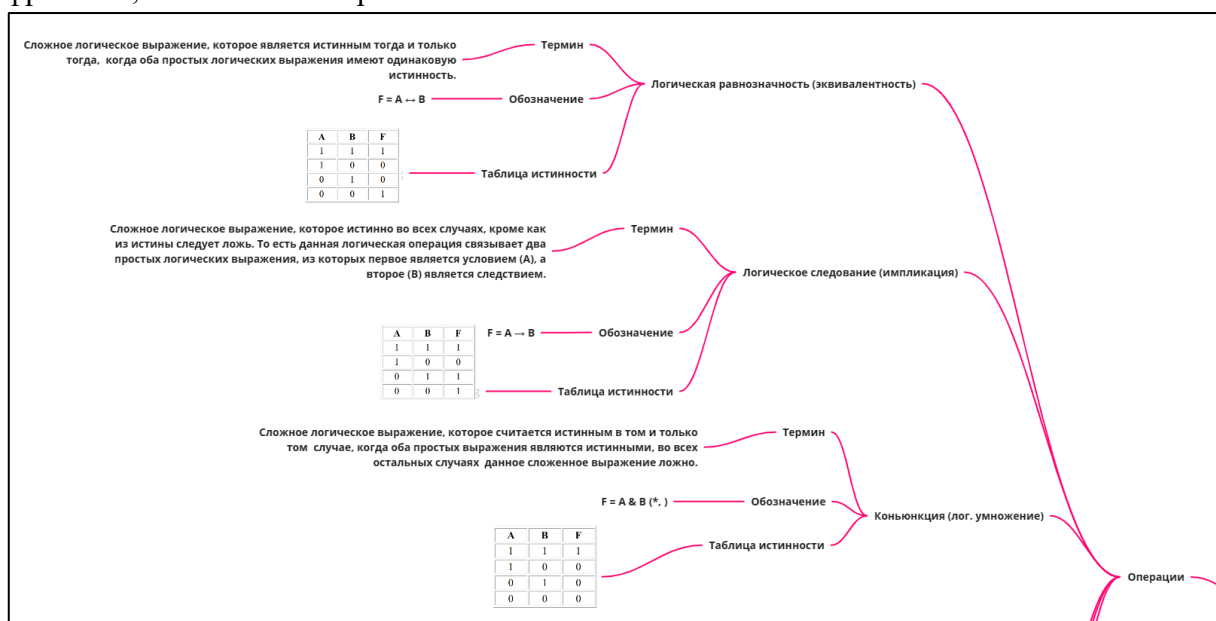 Сложное логическое выражение, которое является истинным тогда и только
тогда, когда оба простых логических выражения имеют одинаковую
истинность.
Термин
Логическая равнозначность (эквивалентность)
F = A ↔ B
Обозначение
A B F
1 1 1
1 0 0
0 1 0
0 0 1
Таблица истинности
Сложное логическое выражение, которое истинно во всех случаях, кроме как
из истины следует ложь. То есть данная логическая операция связывает два
простых логических выражения, из которых первое является условием (А), а
второе (В) является следствием.
Термин
Логическое следование (импликация)
F = A → B
Обозначение
A B F
1 1 1
1 0 0
0 1 1
0 0 1
Таблица истинности
Сложное логическое выражение, которое считается истинным в том и только
том случае, когда оба простых выражения являются истинными, во всех
остальных случаях данное сложенное выражение ложно.
Термин
F = A & B (*, )
Обозначение
Коньюнкция (лог. умножение)
Таблица истинности
A B F
1 1 1
1 0 0
0 1 0
0 0 0
Операции